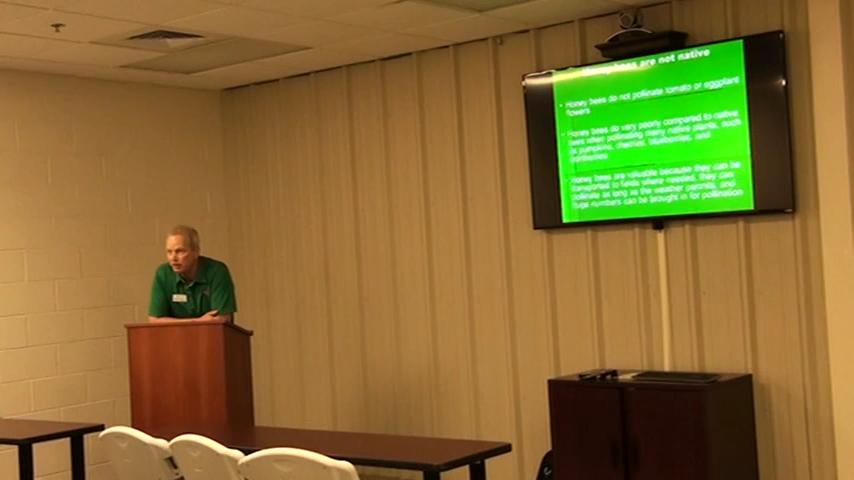 Honeybees are not native
• Honey bees do not pollinate tomato or eggplant
flowers
• Honey bees do very poorly compared to native
bees when pollinating many native plants, such
as pumpkins, cherries, blueberries, and
cranberries
• Honey bees are valuable because they can be
transported to fields where needed, they can
pollinate as long as the weather permits, and
huge numbers can be brought in for pollination